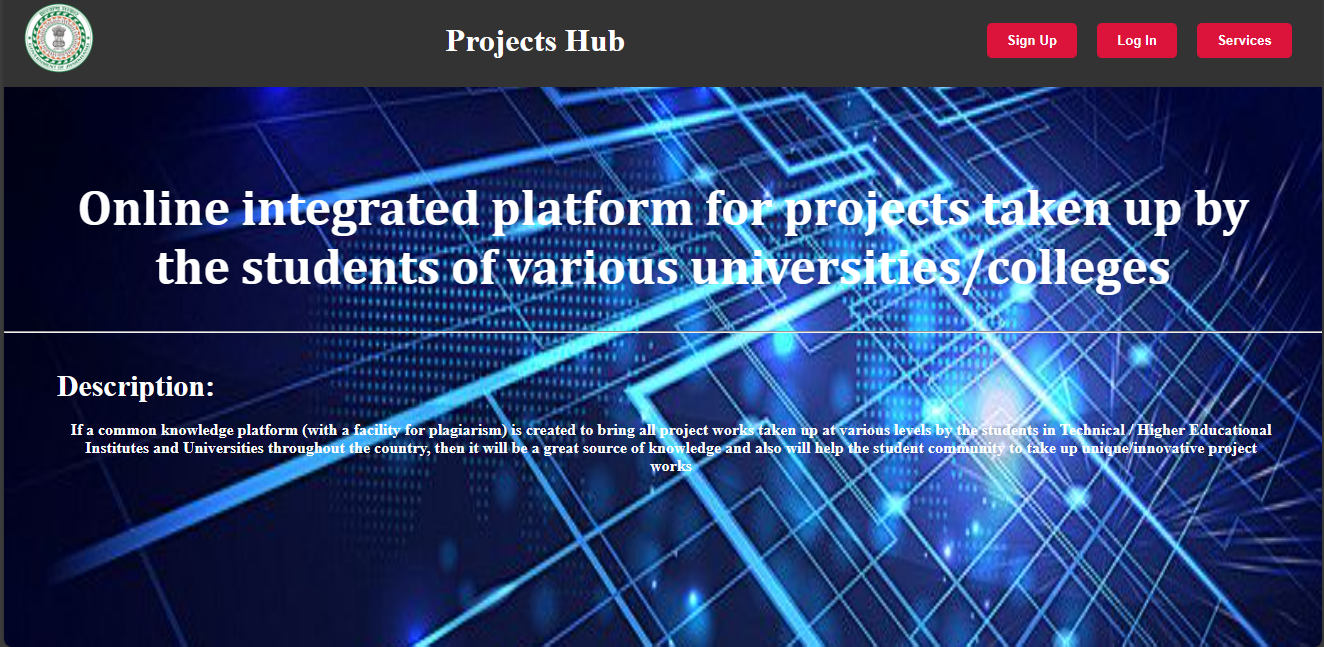 Projects Hub
Sign Up
Log In
Services
Online integrated platform for projects taken up by
the students of various universities/colleges
Description:
If a common knowledge platform (with a facility for plagiarism) is created to bring all project works taken up at various levels by the students in Technical / Higher Educational
Institutes and Universities throughout the country, then it will be a great source of knowledge and also will help the student community to take up unique/innovative project
works